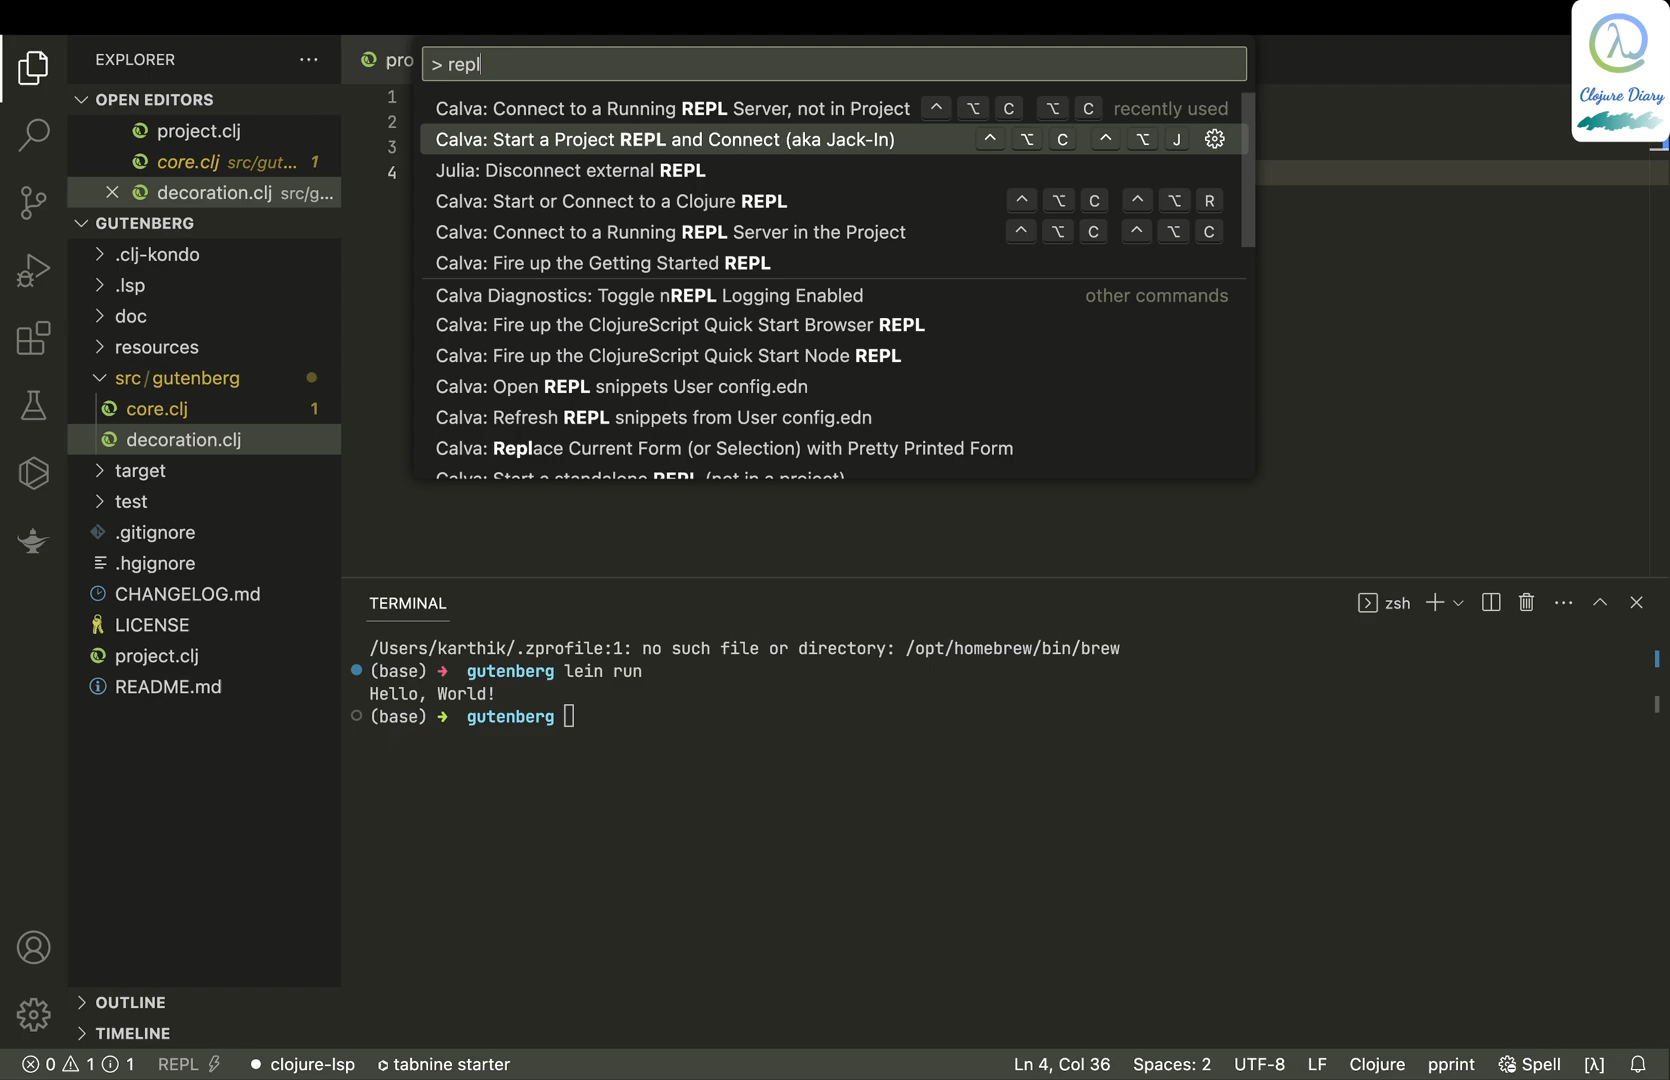 EXPLORER
OPEN EDITORS
project.clj
core.clj src/gut... 1
decoration.clj src/g...
GUTENBERG
.clj-kondo
.lsp
doc
resources
src/gutenberg
core.clj 1
decoration.clj
target
test
.gitignore
.hgignore
CHANGELOG.md
LICENSE
project.clj
README.md
OUTLINE
TIMELINE
pro
> repl
1
2
3
4
Calva: Connect to a Running REPL Server, not in Project ^ ⌥ C ⌥ C recently used
Calva: Start a Project REPL and Connect (aka Jack-In) ^ ⌥ C ^ ⌥ J
Julia: Disconnect external REPL
Calva: Start or Connect to a Clojure REPL ^ ⌥ C ^ ⌥ R
Calva: Connect to a Running REPL Server in the Project ^ ⌥ C ^ ⌥ C
Calva: Fire up the Getting Started REPL
Calva Diagnostics: Toggle nREPL Logging Enabled other commands
Calva: Fire up the ClojureScript Quick Start Browser REPL
Calva: Fire up the ClojureScript Quick Start Node REPL
Calva: Open REPL snippets User config.edn
Calva: Refresh REPL snippets from User config.edn
Calva: Replace Current Form (or Selection) with Pretty Printed Form
Calva: Start a standalone REPL (not in a project)
λ
Clojure Diary
TERMINAL
zsh
/Users/karthik/.zprofile:1: no such file or directory: /opt/homebrew/bin/brew
(base) ➜ gutenberg lein run
Hello, World!
(base) ➜ gutenberg
0 1 1 REPL clojure-lsp tabnine starter Ln 4, Col 36 Spaces: 2 UTF-8 LF Clojure pprint Spell [λ]